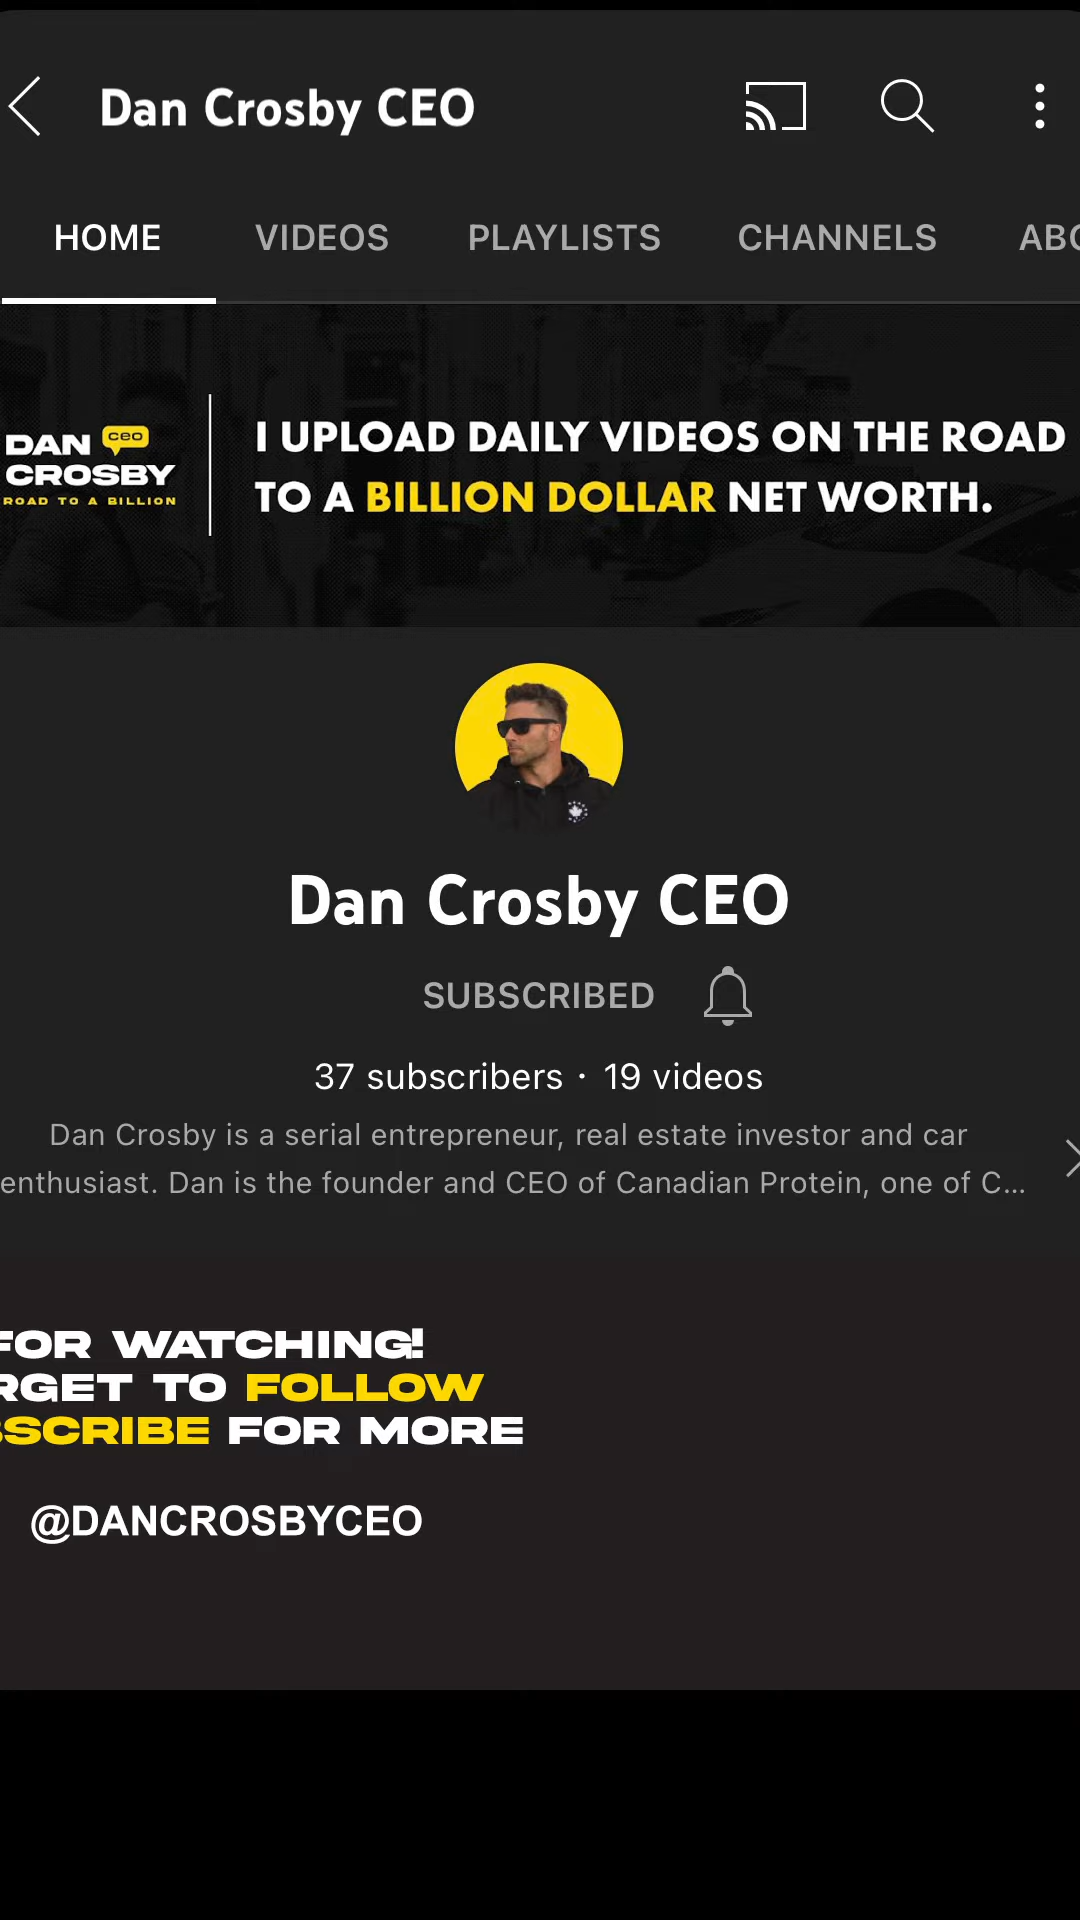 Dan Crosby CEO
HOME VIDEOS PLAYLISTS CHANNELS ABO
DAN ceo
CROSBY
ROAD TO A BILLION
I UPLOAD DAILY VIDEOS ON THE ROAD
TO A BILLION DOLLAR NET WORTH.
Dan Crosby CEO
SUBSCRIBED
37 subscribers · 19 videos
Dan Crosby is a serial entrepreneur, real estate investor and car
enthusiast. Dan is the founder and CEO of Canadian Protein, one of C...
FOR WATCHING!
RGET TO FOLLOW
SCRIBE FOR MORE
@DANCROSBYCEO